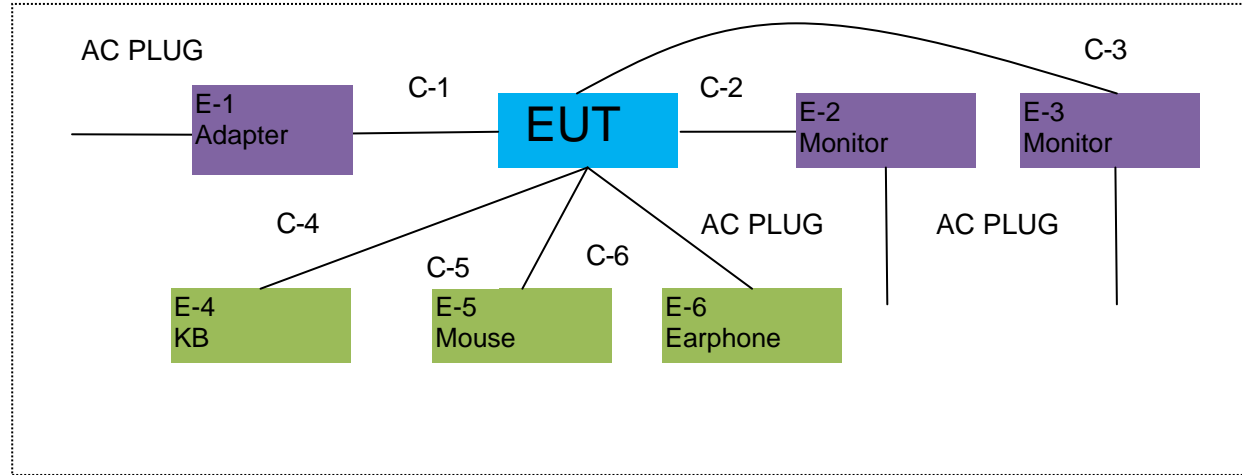 AC PLUG
C-1
C-2
C-3
E-1
Adapter
EUT
E-2
Monitor
E-3
Monitor
C-4
C-5
C-6
AC PLUG
AC PLUG
E-4
KB
E-5
Mouse
E-6
Earphone